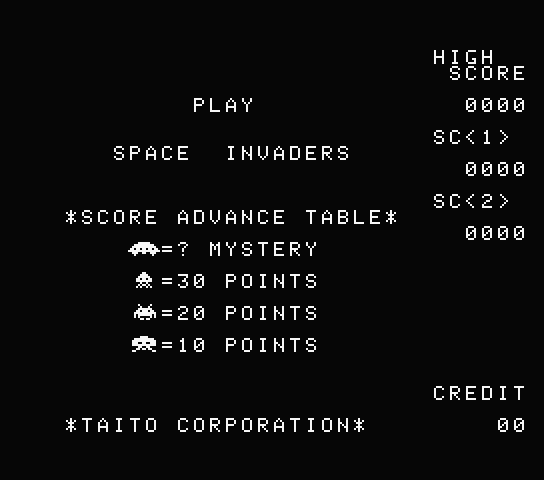 HIGH
SCORE
0000
PLAY
SC<1>
SPACE INVADERS
0000
SC<2>
*SCORE ADVANCE TABLE*
0000
=? MYSTERY
=30 POINTS
=20 POINTS
=10 POINTS
CREDIT
*TAITO CORPORATION*
00